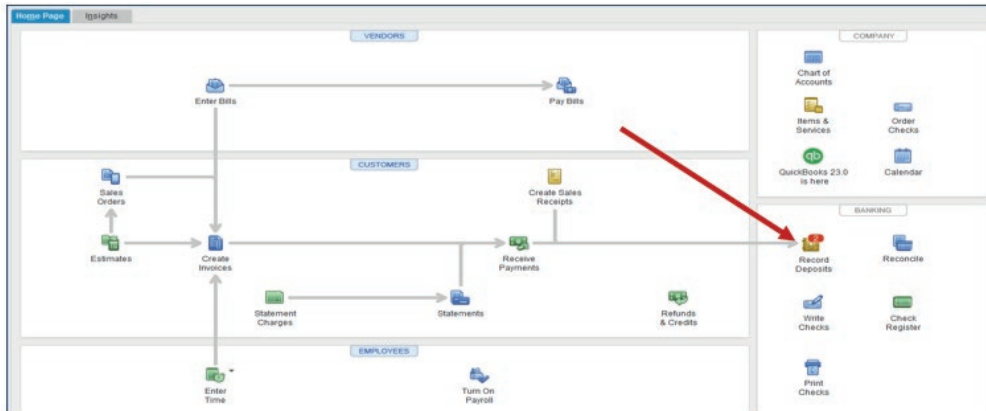 Home Page
Insights
VENDORS
Enter Bills
Pay Bills
CUSTOMERS
Sales
Orders
Create Sales
Receipts
Estimates
Create
Invoices
Receive
Payments
Statement
Charges
Statements
Refunds
& Credits
EMPLOYEES
Enter
Time
Turn On
Payroll
COMPANY
Chart of
Accounts
Items &
Services
Order
Checks
qb
QuickBooks 23.0
is here
Calendar
BANKING
Record
Deposits
Reconcile
Write
Checks
Check
Register
Print
Checks